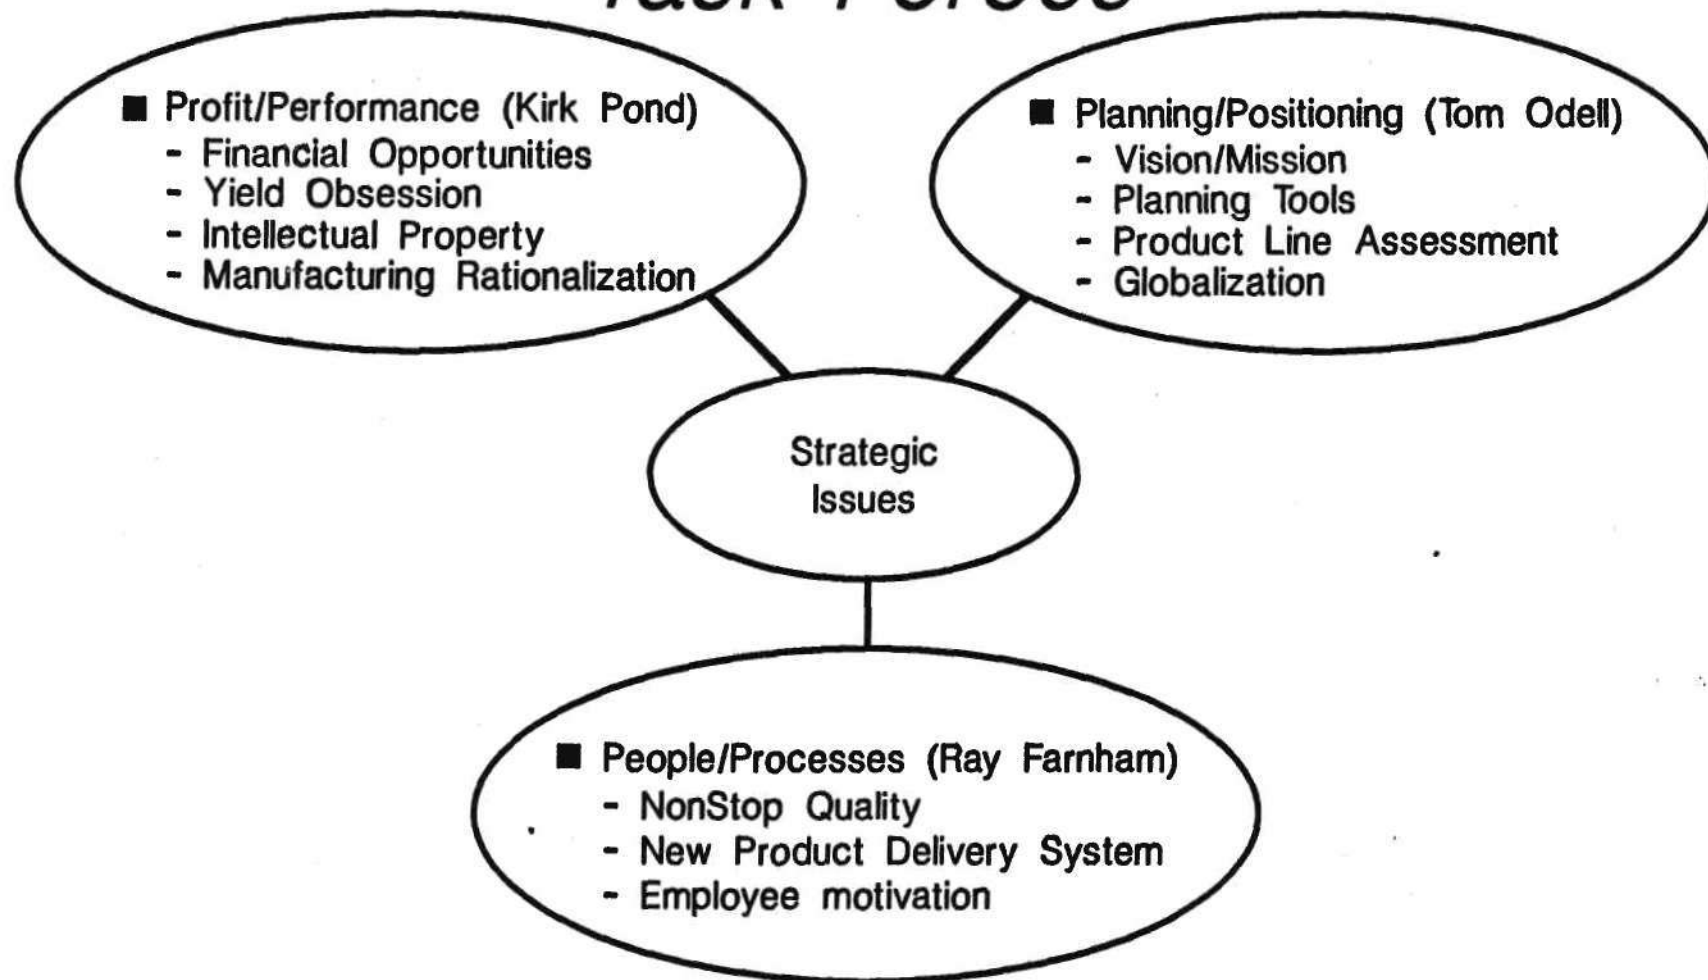 Task Forces
■ Profit/Performance (Kirk Pond)
- Financial Opportunities
- Yield Obsession
- Intellectual Property
- Manufacturing Rationalization
■ Planning/Positioning (Tom Odell)
- Vision/Mission
- Planning Tools
- Product Line Assessment
- Globalization
Strategic
Issues
■ People/Processes (Ray Farnham)
- NonStop Quality
- New Product Delivery System
- Employee motivation